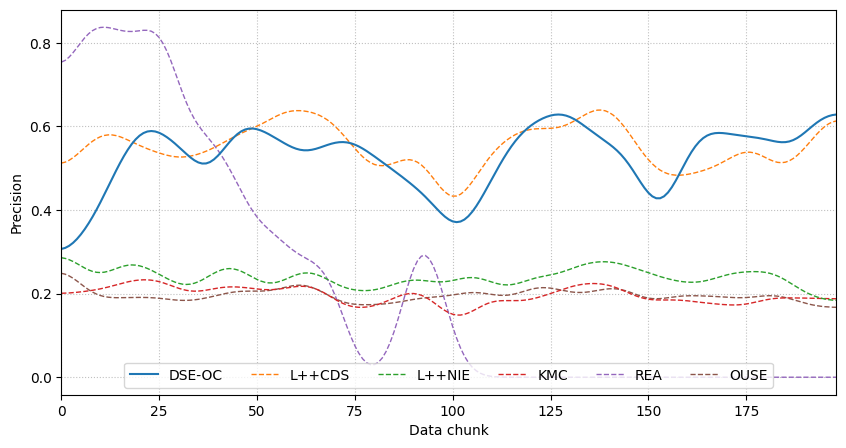 0.8
0.6
0.4
0.2
0.0
Precision
DSE-OC L++CDS L++NIE KMC REA OUSE
0 25 50 75 100 125 150 175
Data chunk